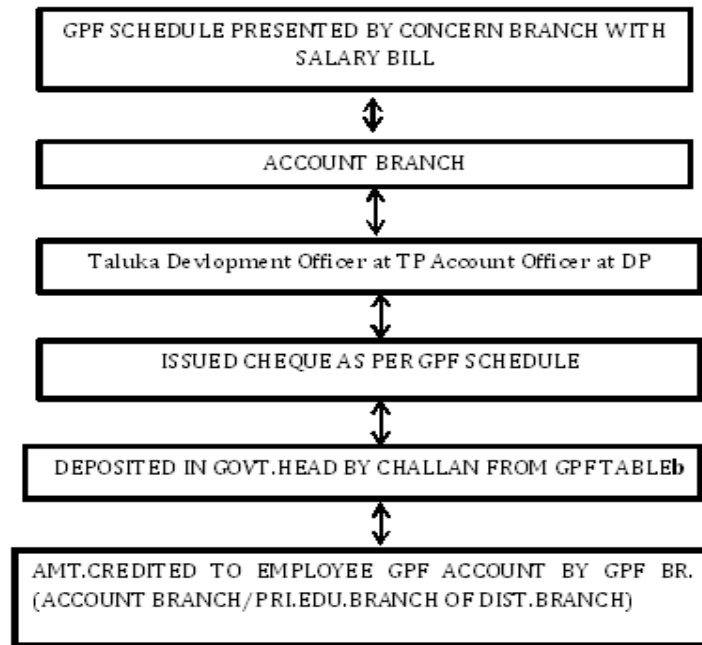 GPF SCHEDULE PRESENTED BY CONCERN BRANCH WITH
SALARY BILL
ACCOUNT BRANCH
Taluka Devlopment Officer at TP Account Officer at DP
ISSUED CHEQUE AS PER GPF SCHEDULE
DEPOSITED IN GOVT.HEAD BY CHALLAN FROM GPF TABLEb
AMT.CREDITED TO EMPLOYEE GPF ACCOUNT BY GPF BR.
(ACCOUNT BRANCH/PRI.EDU.BRANCH OF DIST.BRANCH)